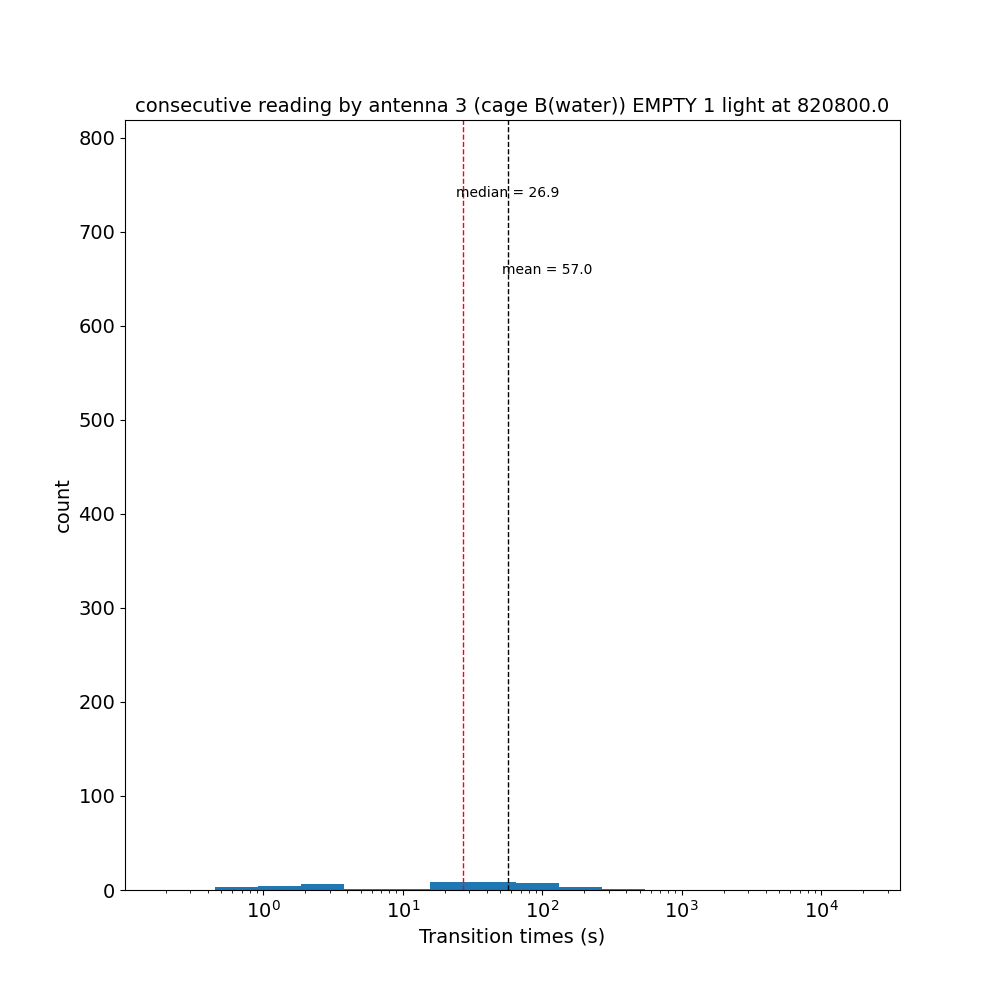 consecutive reading by antenna 3 (cage B(water)) EMPTY 1 light at 820800.0
800
median = 26.9
700
mean = 57.0
600
500
count
400
300
200
100
0
10⁰ 10¹ 10² 10³ 10⁴
Transition times (s)